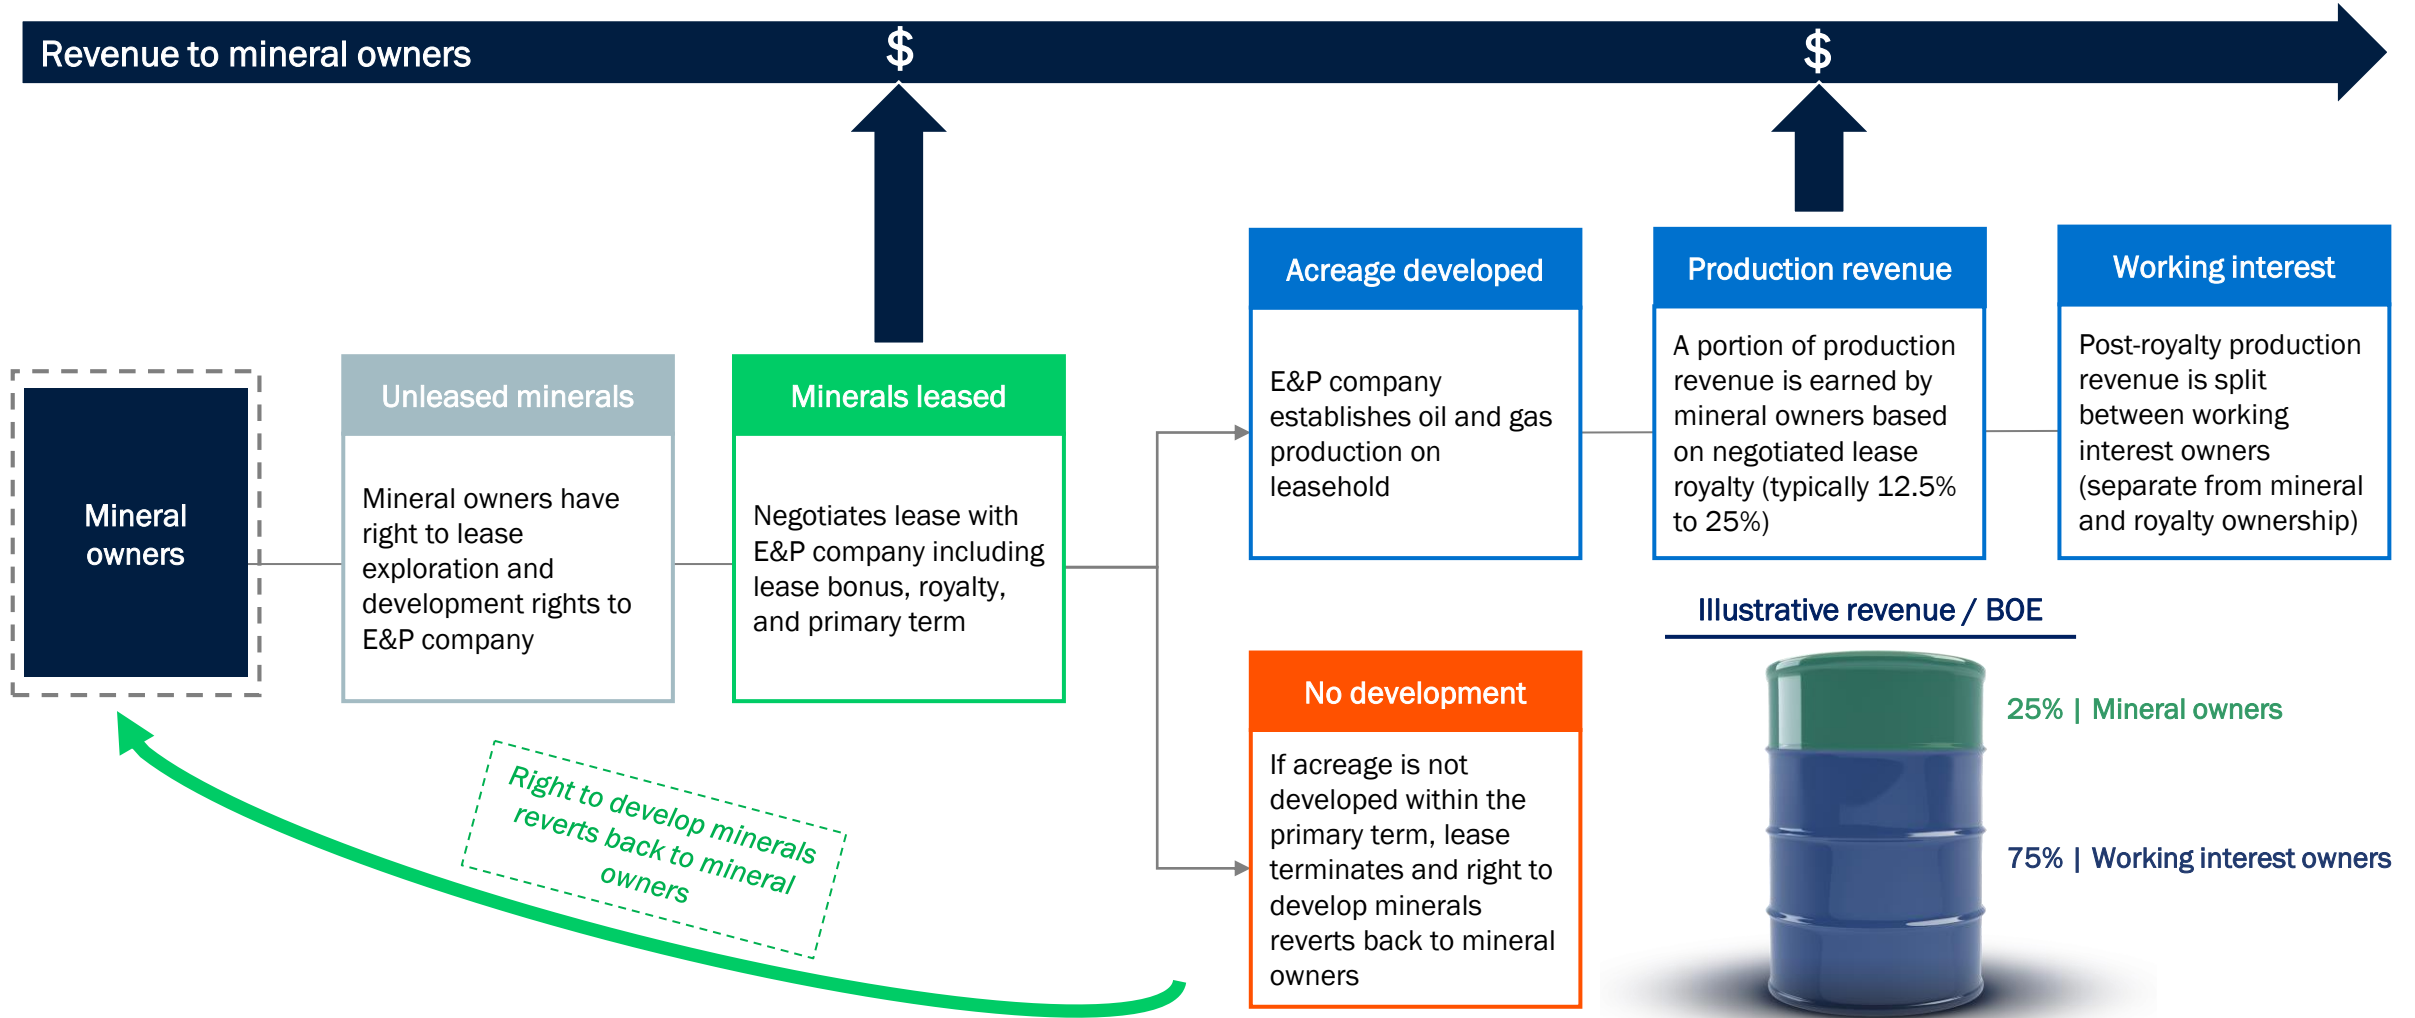 Revenue to mineral owners
$
$
Mineral
owners
Unleased minerals
Mineral owners have
right to lease
exploration and
development rights to
E&P company
Minerals leased
Negotiates lease with
E&P company including
lease bonus, royalty,
and primary term
Acreage developed
E&P company
establishes oil and gas
production on
leasehold
Production revenue
A portion of production
revenue is earned by
mineral owners based
on negotiated lease
royalty (typically 12.5%
to 25%)
Working interest
Post-royalty production
revenue is split
between working
interest owners
(separate from mineral
and royalty ownership)
No development
If acreage is not
developed within the
primary term, lease
terminates and right to
develop minerals
reverts back to mineral
owners
Right to develop minerals
reverts back to mineral
owners
Illustrative revenue / BOE
25% | Mineral owners
75% | Working interest owners